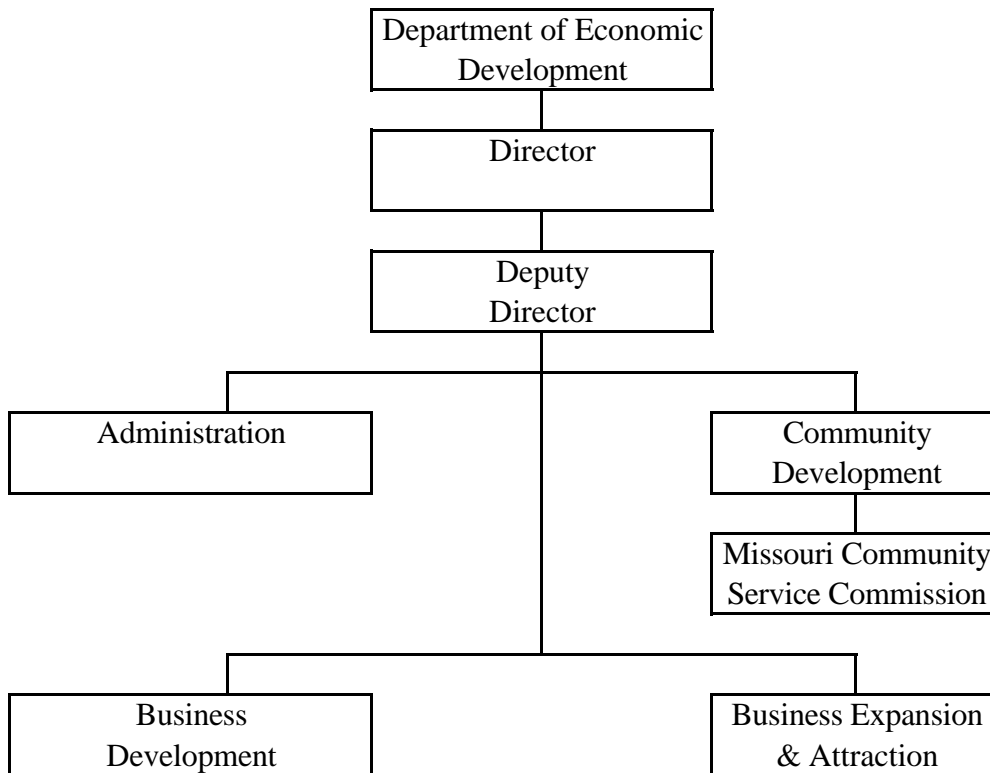 Department of Economic
Development
Director
Deputy
Director
Administration
Community
Development
Missouri Community
Service Commission
Business
Development
Business Expansion
& Attraction